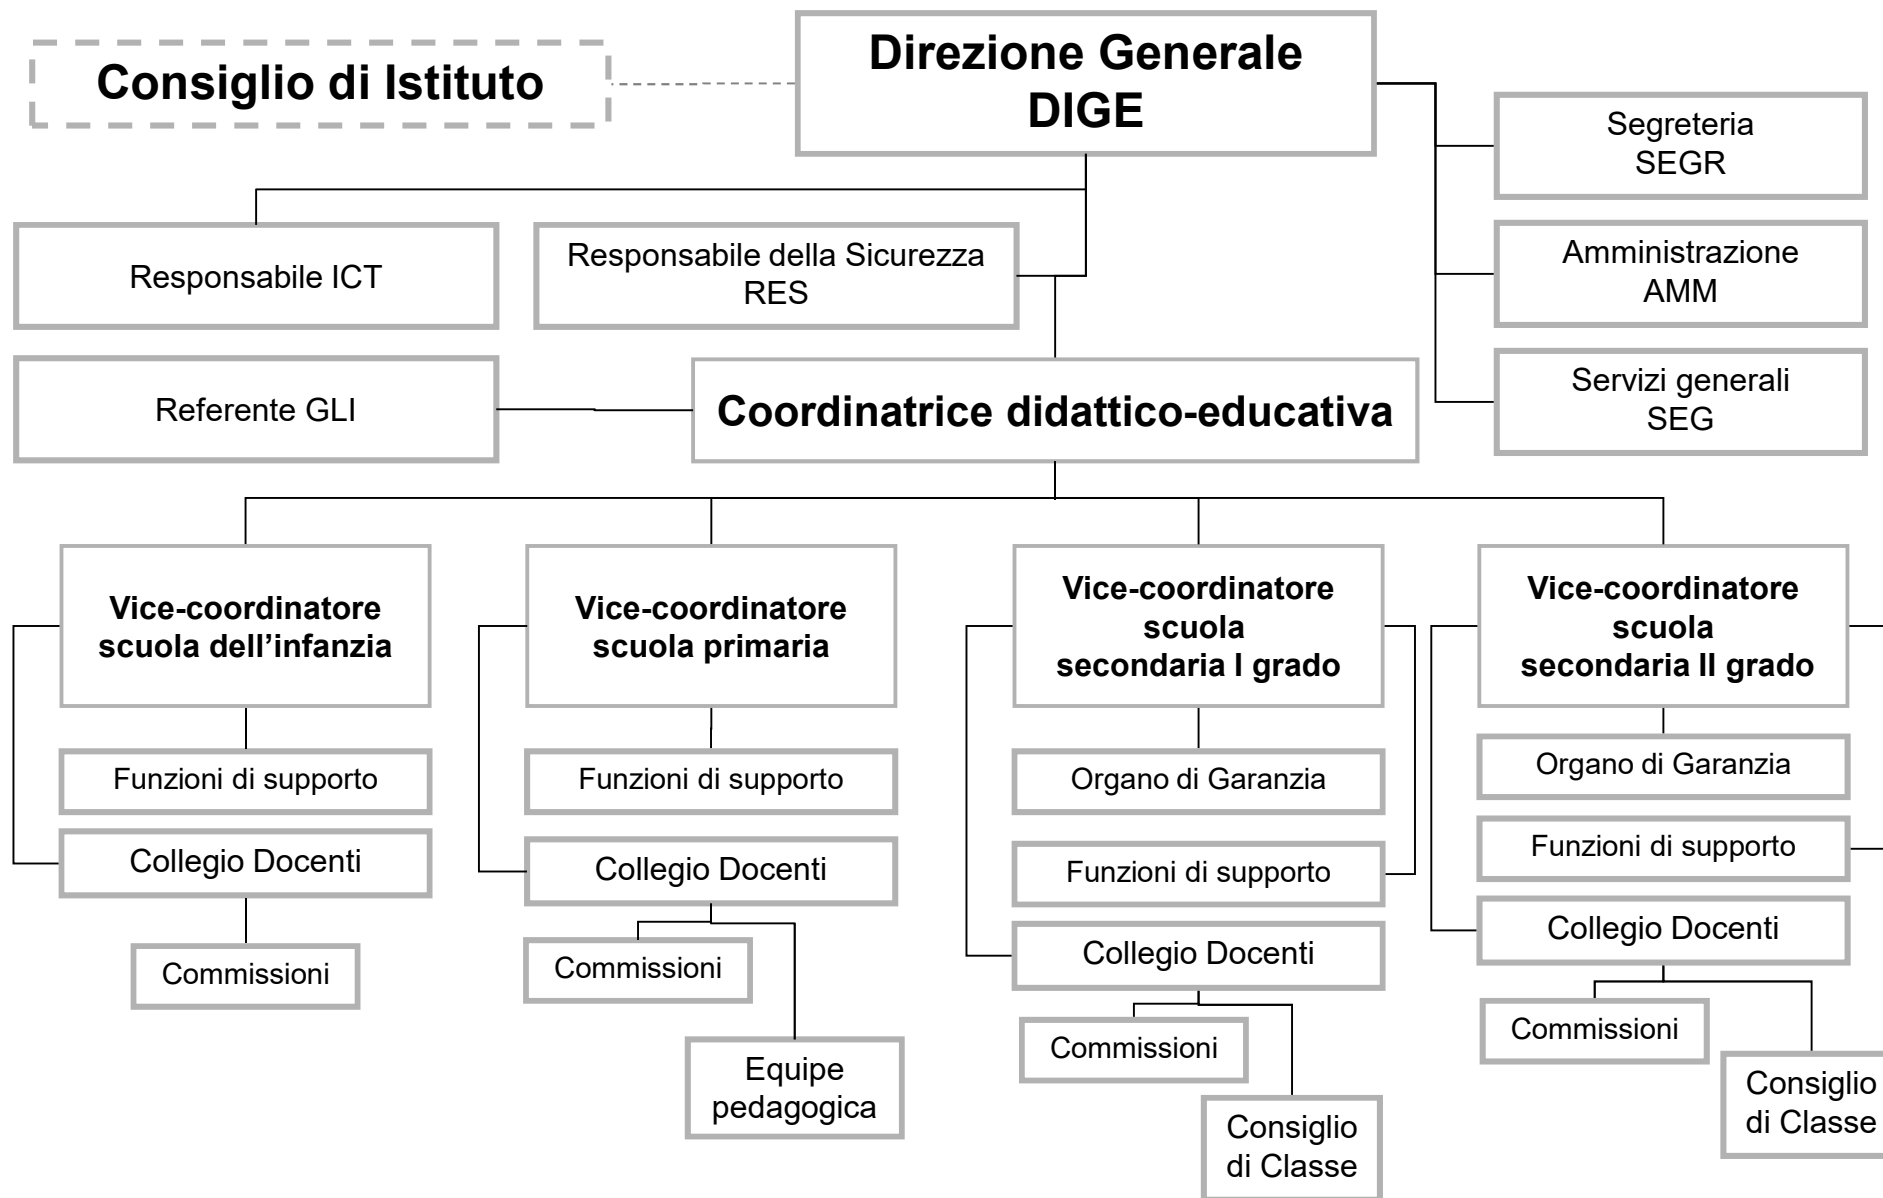 Consiglio di Istituto
Direzione Generale
DIGE
Segreteria
SEGR
Responsabile ICT
Responsabile della Sicurezza
RES
Amministrazione
AMM
Referente GLI
Coordinatrice didattico-educativa
Servizi generali
SEG
Vice-coordinatore
scuola dell’infanzia
Vice-coordinatore
scuola primaria
Vice-coordinatore
scuola
secondaria I grado
Vice-coordinatore
scuola
secondaria II grado
Funzioni di supporto
Funzioni di supporto
Organo di Garanzia
Organo di Garanzia
Collegio Docenti
Collegio Docenti
Funzioni di supporto
Funzioni di supporto
Commissioni
Commissioni
Collegio Docenti
Collegio Docenti
Equipe
pedagogica
Commissioni
Commissioni
Consiglio
di Classe
Consiglio
di Classe